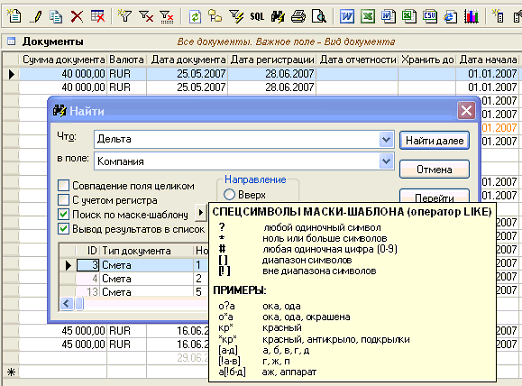 SQL
Документы
Все документы. Важное поле - Вид документа
Сумма документа Валюта Дата документа Дата регистрации Дата отчетности Хранить до Дата начала
40 000,00 RUR 25.05.2007 28.06.2007 01.01.2007
40 000,00 RUR 25.05.2007 28.06.2007 01.01.2007
Найти
Что: Дельта
Найти далее
в поле: Компания
Отмена
Совпадение поля целиком
С учетом регистра
Поиск по маске-шаблону
Вывод результатов в список
Направление
Вверх
Перейти
ID Тип документа Но
3 Смета 1
4 Смета 2
13 Смета 5
СПЕЦСИМВОЛЫ МАСКИ-ШАБЛОНА (оператор LIKE)
? любой одиночный символ
* ноль или больше символов
# любая одиночная цифра (0-9)
[ ] диапазон символов
[! ] вне диапазона символов
ПРИМЕРЫ:
о?а ока, ода
о*а ока, ода, окрашена
кр* красный
*кр* красный, антикрыло, подкрылки
[а-д] а, б, в, г, д
[!а-в] г, ж, п
а[!б-д] аж, аппарат
45 000,00 RUR 16.06
45 000,00 RUR 16.06
29.06